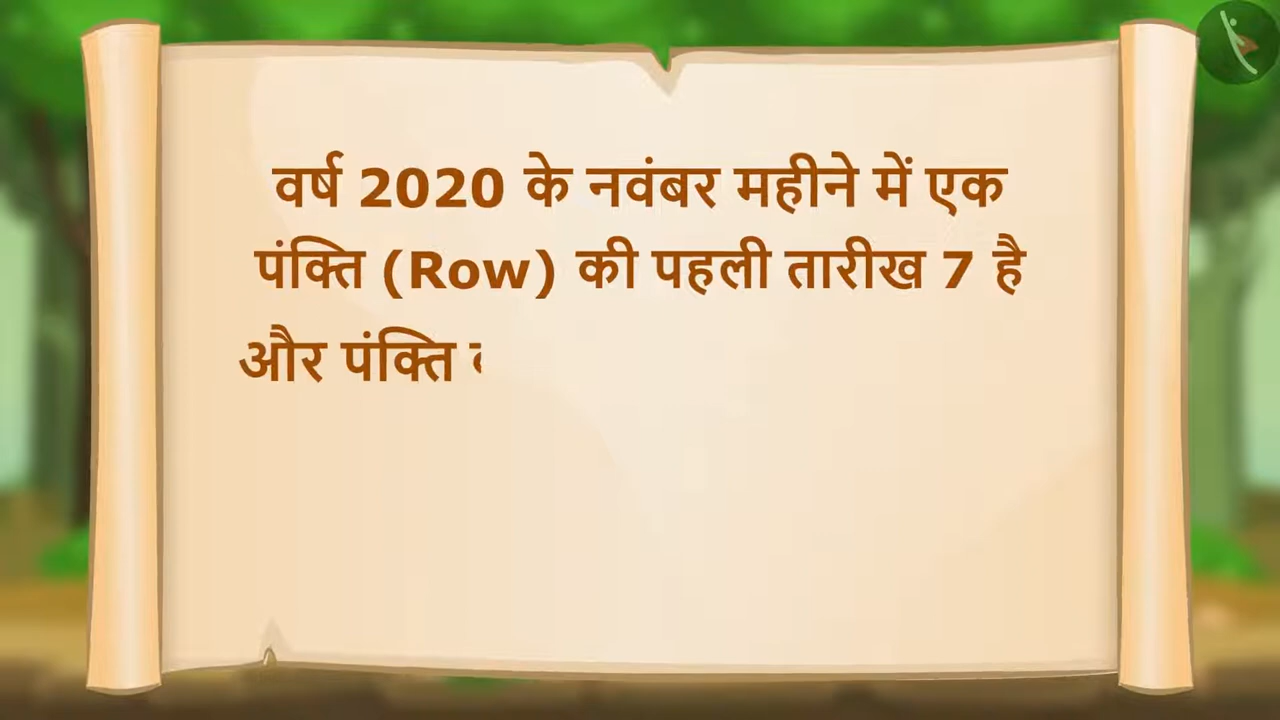 वर्ष 2020 के नवंबर महीने में एक
पंक्ति (Row) की पहली तारीख 7 है
और पंक्ति